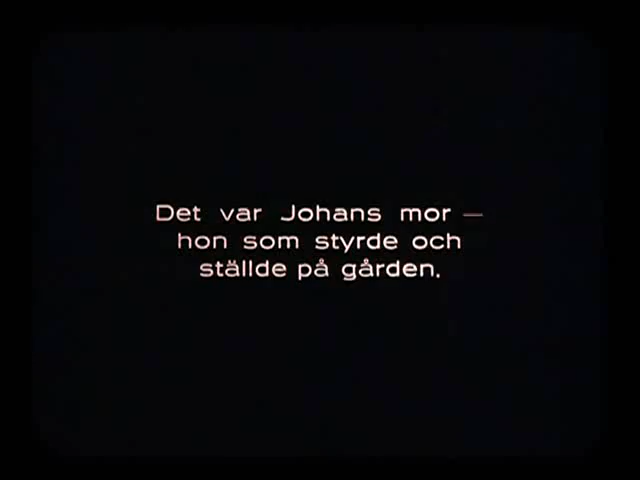 Det var Johans mor —
hon som styrde och
ställde på gården.